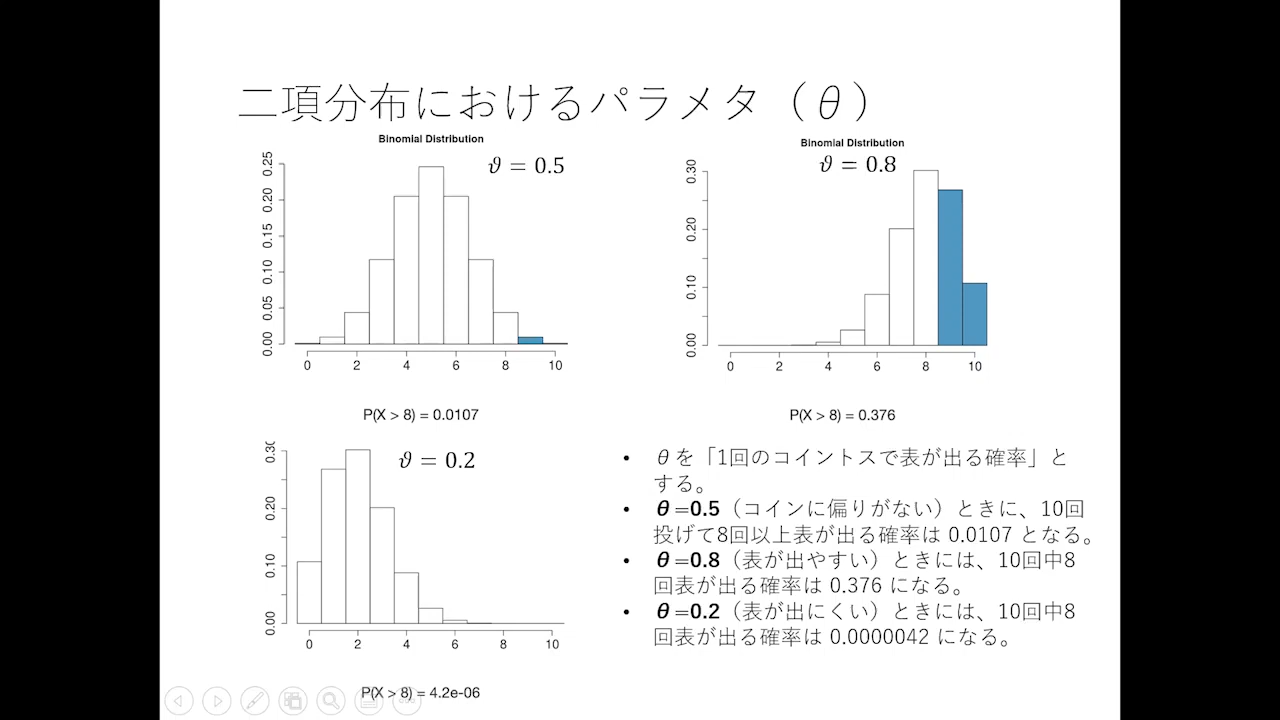 二項分布におけるパラメタ（θ）
Binomial Distribution
ϑ = 0.5
0.00 0.05 0.10 0.15 0.20 0.25
0 2 4 6 8 10
P(X > 8) = 0.0107
Binomial Distribution
ϑ = 0.8
0.00 0.10 0.20 0.30
0 2 4 6 8 10
P(X > 8) = 0.376
ϑ = 0.2
0.00 0.10 0.20
0 2 4 6 8 10
P(X > 8) = 4.2e-06
• θを「1回のコイントスで表が出る確率」と
する。
• θ=0.5（コインに偏りがない）ときに、10回
投げて8回以上表が出る確率は 0.0107 となる。
• θ=0.8（表が出やすい）ときには、10回中8
回表が出る確率は 0.376 になる。
• θ=0.2（表が出にくい）ときには、10回中8
回表が出る確率は 0.0000042 になる。